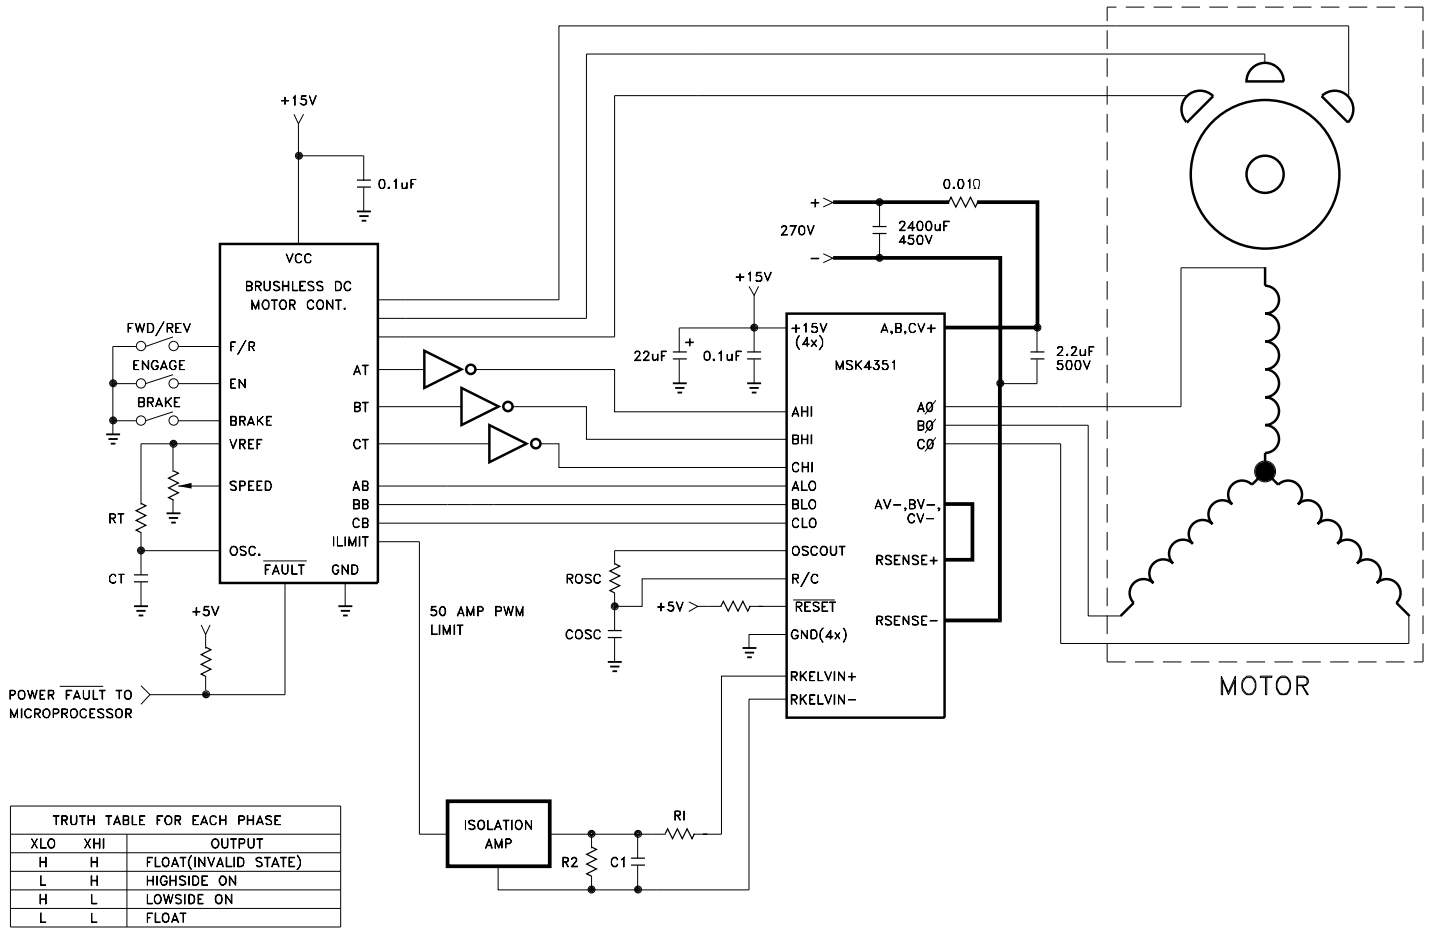 +15V
0.1uF
VCC
BRUSHLESS DC
MOTOR CONT.
FWD/REV
F/R
ENGAGE
EN
BRAKE
BRAKE
VREF
SPEED
RT
OSC.
CT
FAULT
GND
AT
BT
CT
AB
BB
CB
ILIMIT
+5V
POWER FAULT TO
MICROPROCESSOR
50 AMP PWM
LIMIT
+
270V
-
0.01Ω
2400uF
450V
+15V
22uF
+
0.1uF
+15V
(4x)
A,B,CV+
MSK4351
2.2uF
500V
AHI
BHI
CHI
ALO
BLO
CLO
OSCOUT
R/C
RESET
GND(4x)
RKELVIN+
RKELVIN-
AØ
BØ
CØ
AV-,BV-,
CV-
RSENSE+
RSENSE-
ROSC
COSC
+5V
ISOLATION
AMP
R1
R2
C1
MOTOR
TRUTH TABLE FOR EACH PHASE
XLO XHI OUTPUT
H H FLOAT(INVALID STATE)
L H HIGHSIDE ON
H L LOWSIDE ON
L L FLOAT